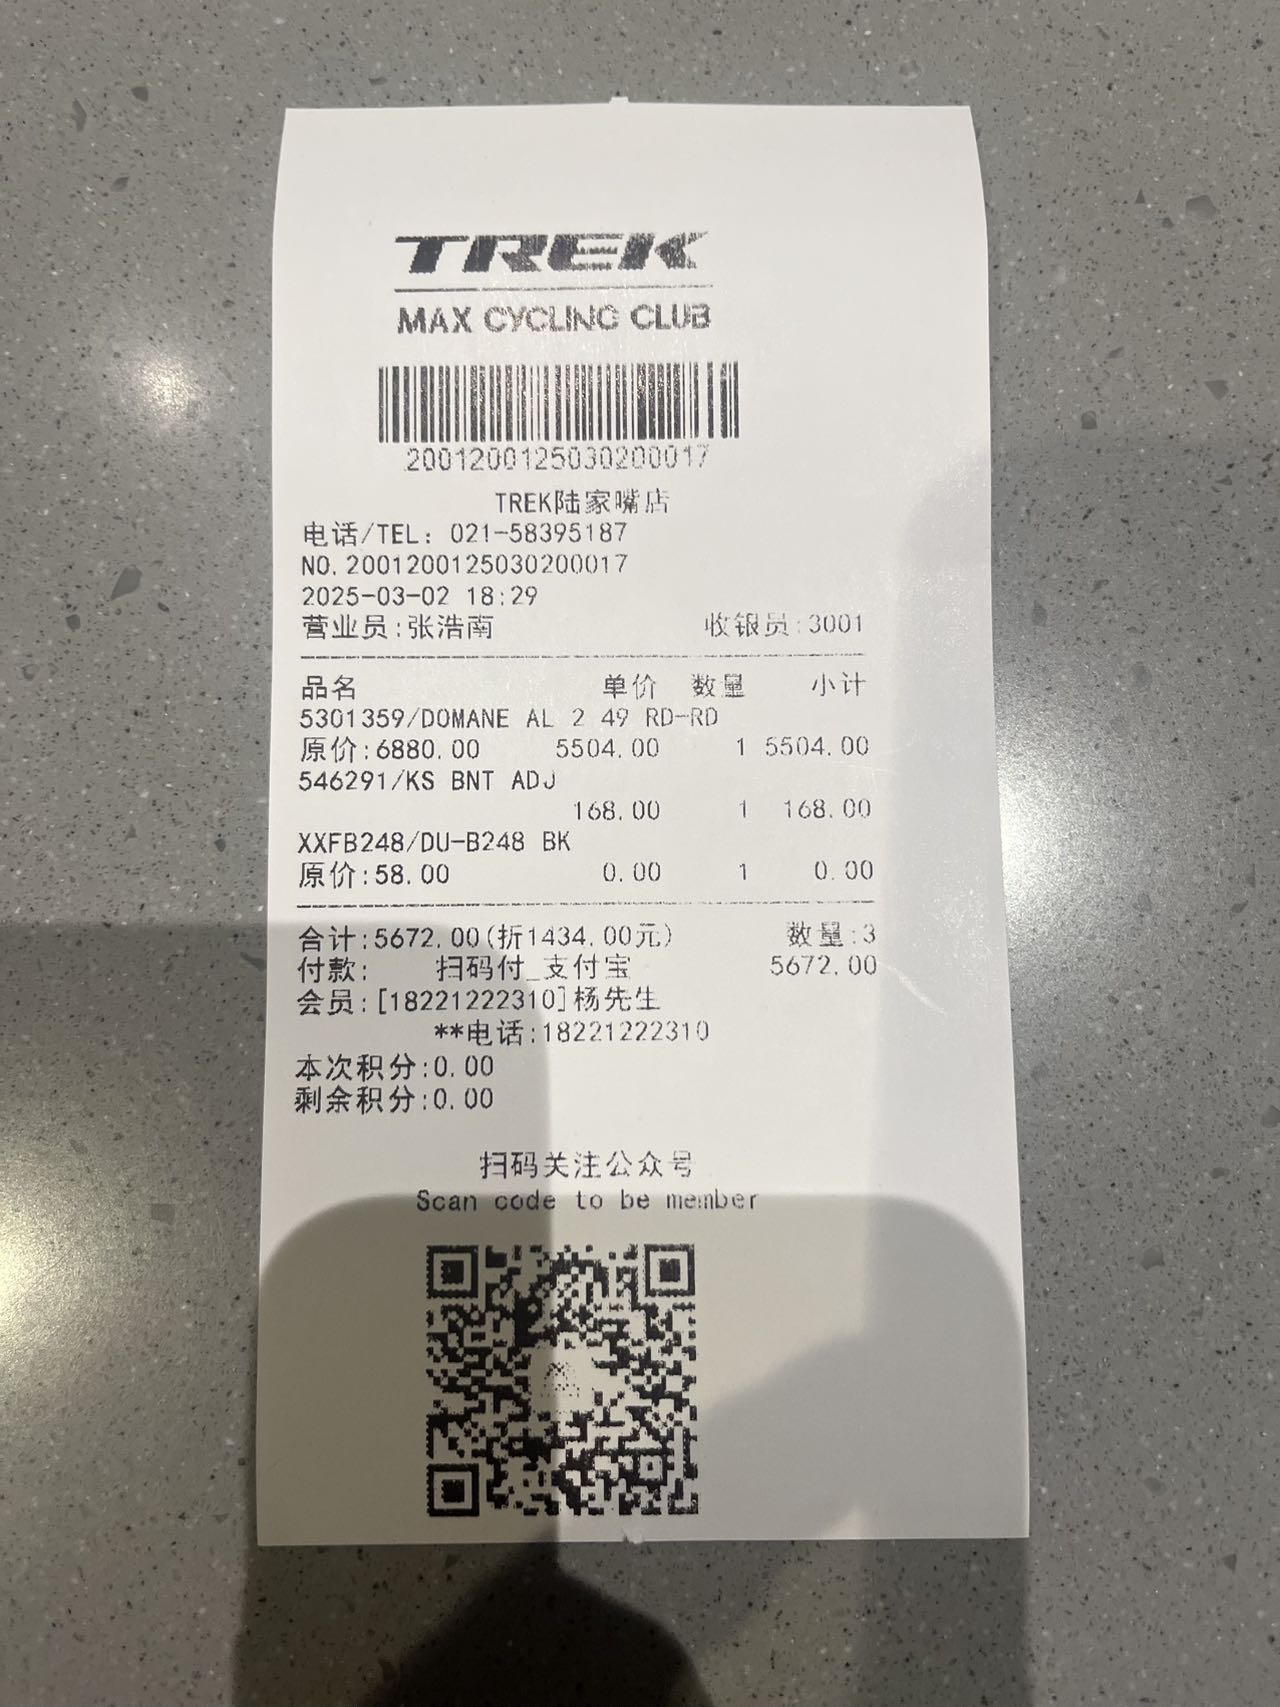 TREK
MAX CYCLING CLUB
2001200125030200017
TREK陆家嘴店
电话/TEL: 021-58395187
NO.2001200125030200017
2025-03-02 18:29
营业员:张浩南 收银员:3001
品名 单价 数量 小计
5301359/DOMANE AL 2 49 RD-RD
原价:6880.00 5504.00 1 5504.00
546291/KS BNT ADJ
168.00 1 168.00
XXFB248/DU-B248 BK
原价:58.00 0.00 1 0.00
合计:5672.00(折1434.00元) 数量:3
付款: 扫码付_支付宝 5672.00
会员:[18221222310]杨先生
**电话:18221222310
本次积分:0.00
剩余积分:0.00
扫码关注公众号
Scan code to be member